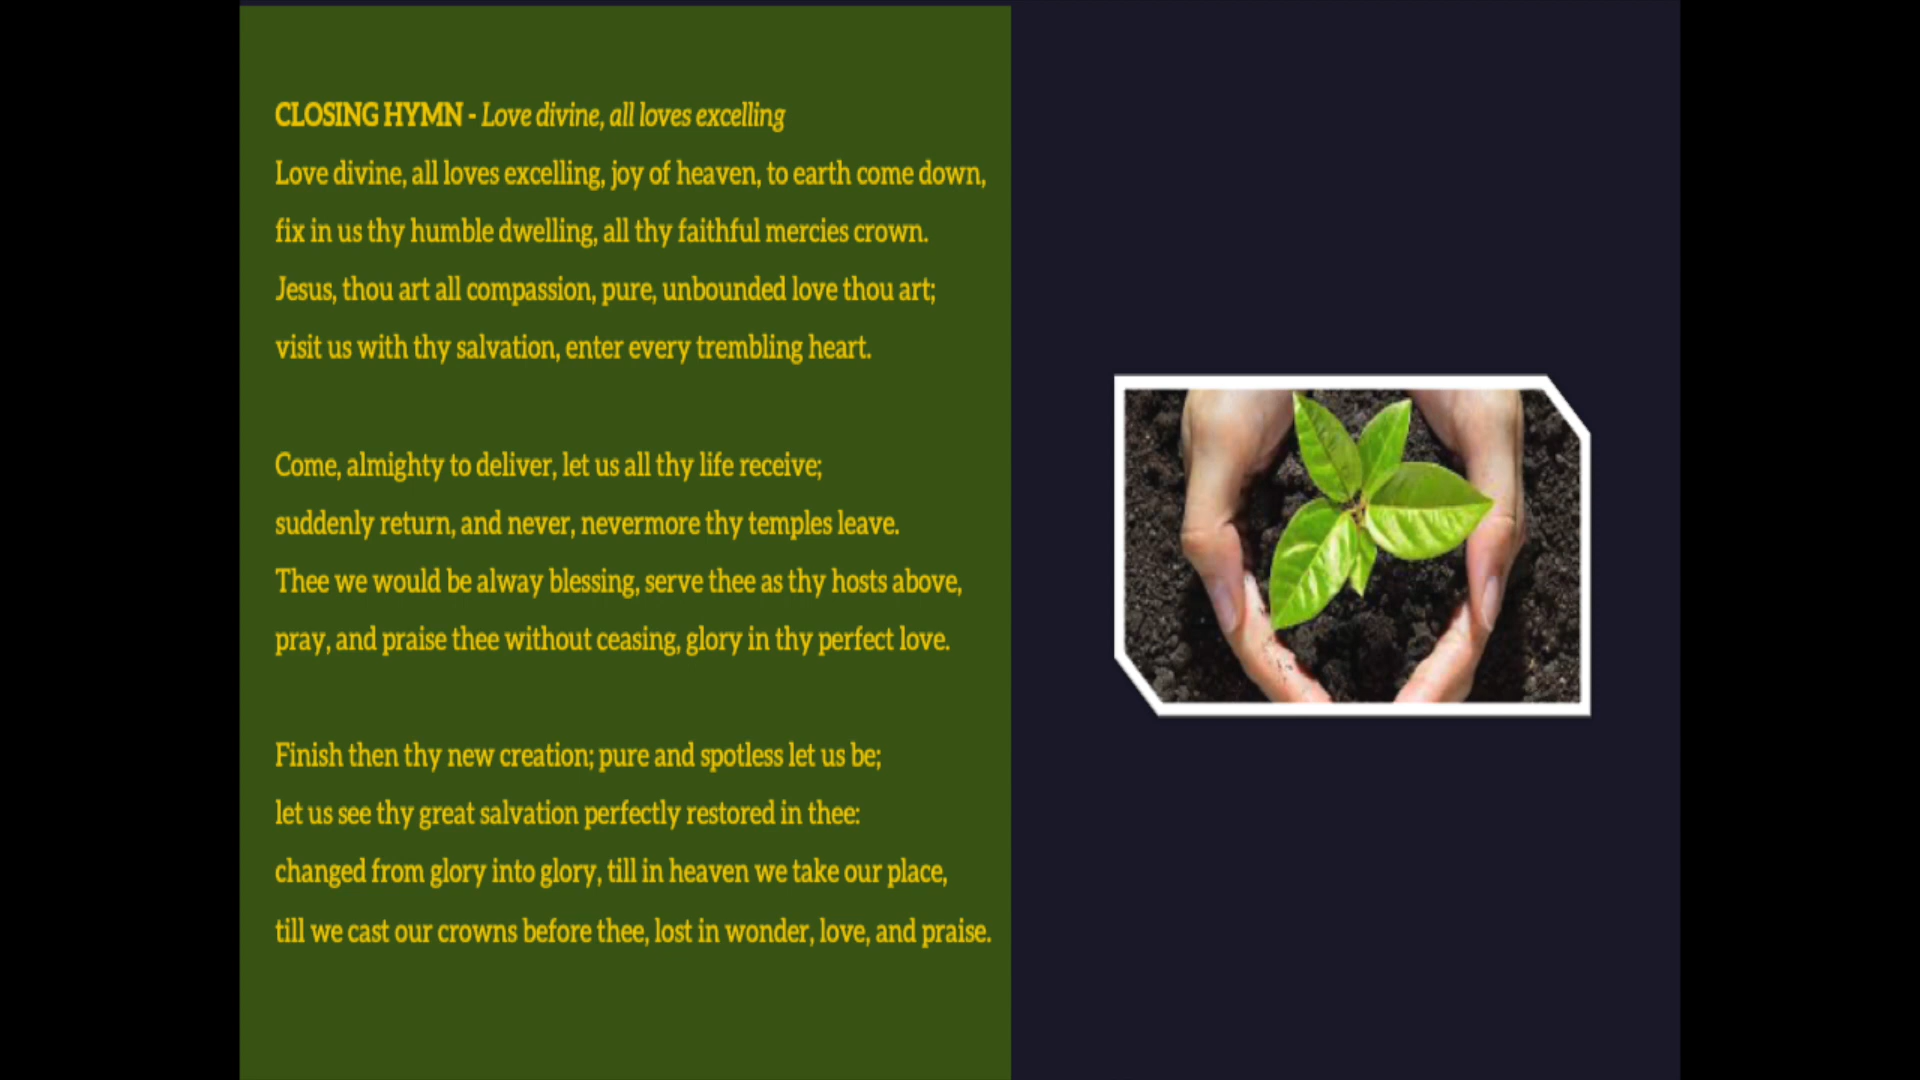 CLOSING HYMN - Love divine, all loves excelling
Love divine, all loves excelling, joy of heaven, to earth come down,
fix in us thy humble dwelling, all thy faithful mercies crown.
Jesus, thou art all compassion, pure, unbounded love thou art;
visit us with thy salvation, enter every trembling heart.
Come, almighty to deliver, let us all thy life receive;
suddenly return, and never, nevermore thy temples leave.
Thee we would be alway blessing, serve thee as thy hosts above,
pray, and praise thee without ceasing, glory in thy perfect love.
Finish then thy new creation; pure and spotless let us be;
let us see thy great salvation perfectly restored in thee:
changed from glory into glory, till in heaven we take our place,
till we cast our crowns before thee, lost in wonder, love, and praise.